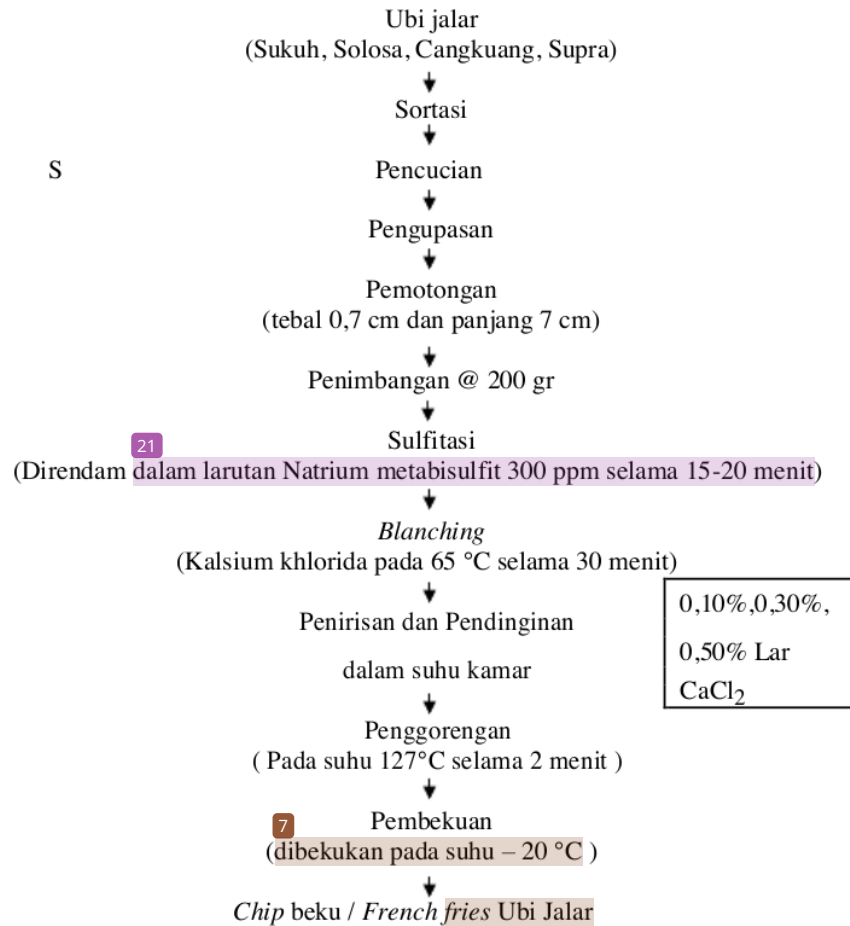 Ubi jalar
(Sukuh, Solosa, Cangkuang, Supra)
Sortasi
S
Pencucian
Pengupasan
Pemotongan
(tebal 0,7 cm dan panjang 7 cm)
Penimbangan @ 200 gr
21
Sulfitasi
(Direndam dalam larutan Natrium metabisulfit 300 ppm selama 15-20 menit)
Blanching
(Kalsium khlorida pada 65 °C selama 30 menit)
0,10%,0,30%,
Penirisan dan Pendinginan
0,50% Lar
dalam suhu kamar
CaCl2
Penggorengan
( Pada suhu 127°C selama 2 menit )
7
Pembekuan
(dibekukan pada suhu – 20 °C )
Chip beku / French fries Ubi Jalar